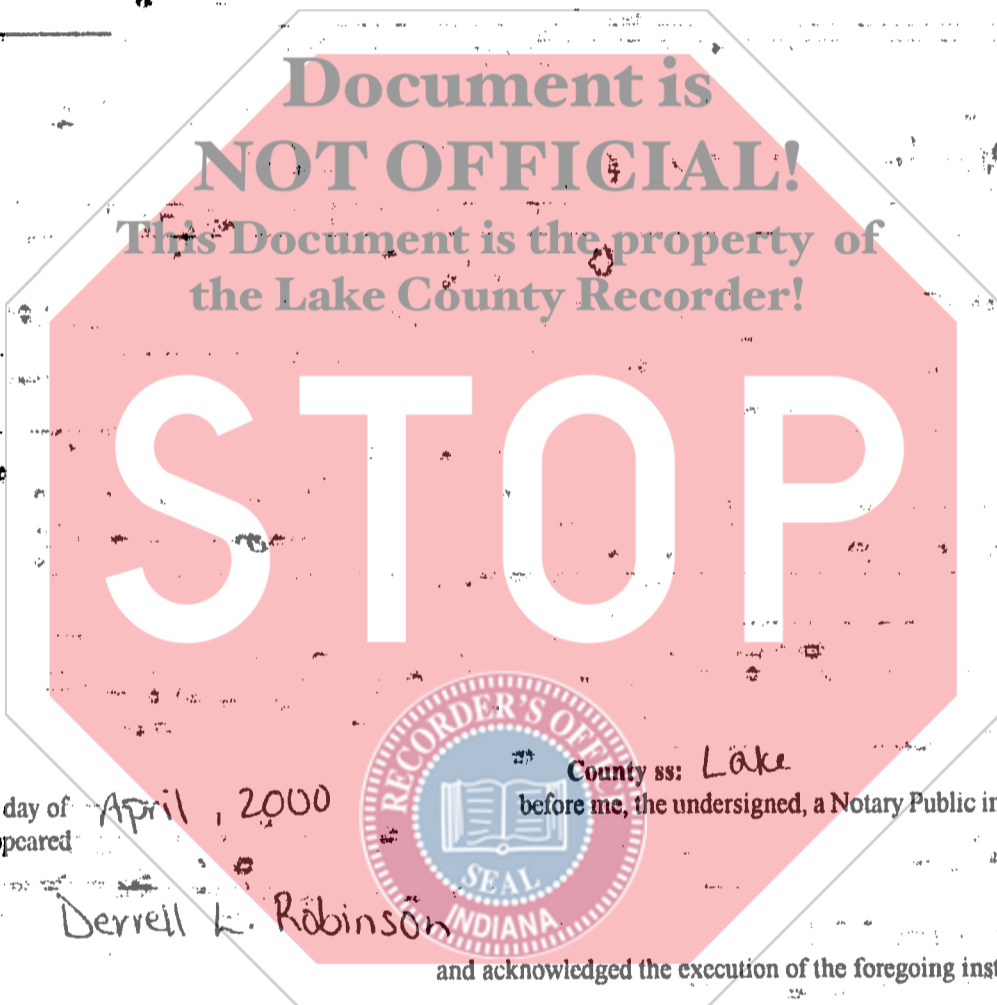 Document is
NOT OFFICIAL!
This Document is the property of
the Lake County Recorder!
STOP
RECORDER'S OFFICE
SEAL
INDIANA
County ss: Lake
day of April, 2000 before me, the undersigned, a Notary Public in
ppeared
Derrell L. Robinson
and acknowledged the execution of the foregoing inst